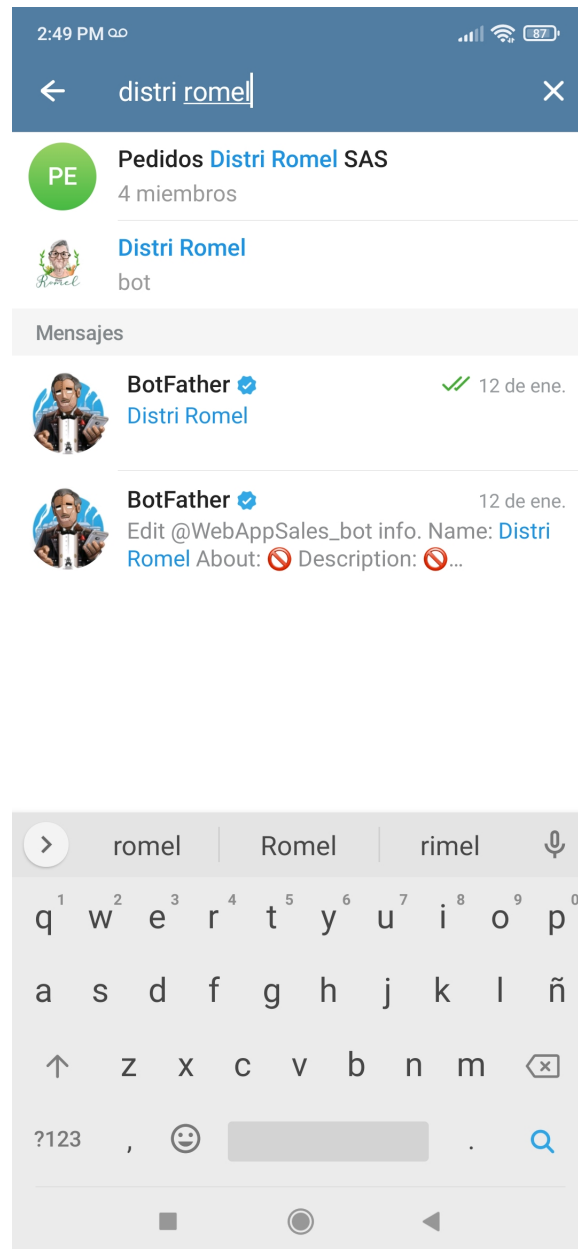 2:49 PM
87
distri romel
PE
Pedidos Distri Romel SAS
4 miembros
Romel
Distri Romel
bot
Mensajes
BotFather 12 de ene.
Distri Romel
BotFather 12 de ene.
Edit @WebAppSales_bot info. Name: Distri
Romel About: 🚫 Description: 🚫...
romel Romel rimel
1 2 3 4 5 6 7 8 9 0
q w e r t y u i o p
a s d f g h j k l ñ
z x c v b n m
?123 , .